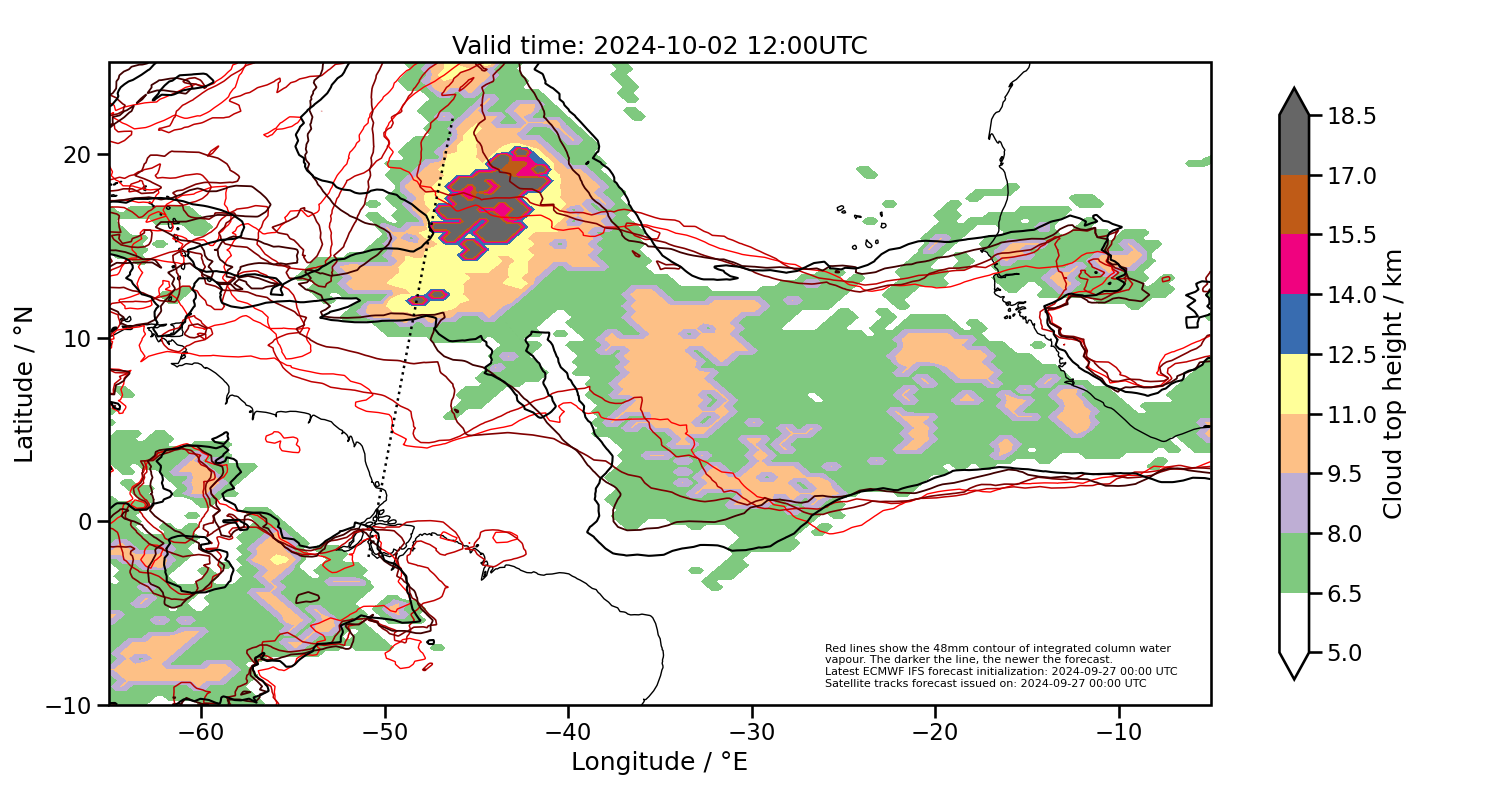 Valid time: 2024-10-02 12:00UTC
Latitude / °N
20
10
0
−10
−60
−50
−40
−30
−20
−10
Longitude / °E
Red lines show the 48mm contour of integrated column water
vapour. The darker the line, the newer the forecast.
Latest ECMWF IFS forecast initialization: 2024-09-27 00:00 UTC
Satellite tracks forecast issued on: 2024-09-27 00:00 UTC
18.5
17.0
15.5
14.0
12.5
11.0
9.5
8.0
6.5
5.0
Cloud top height / km